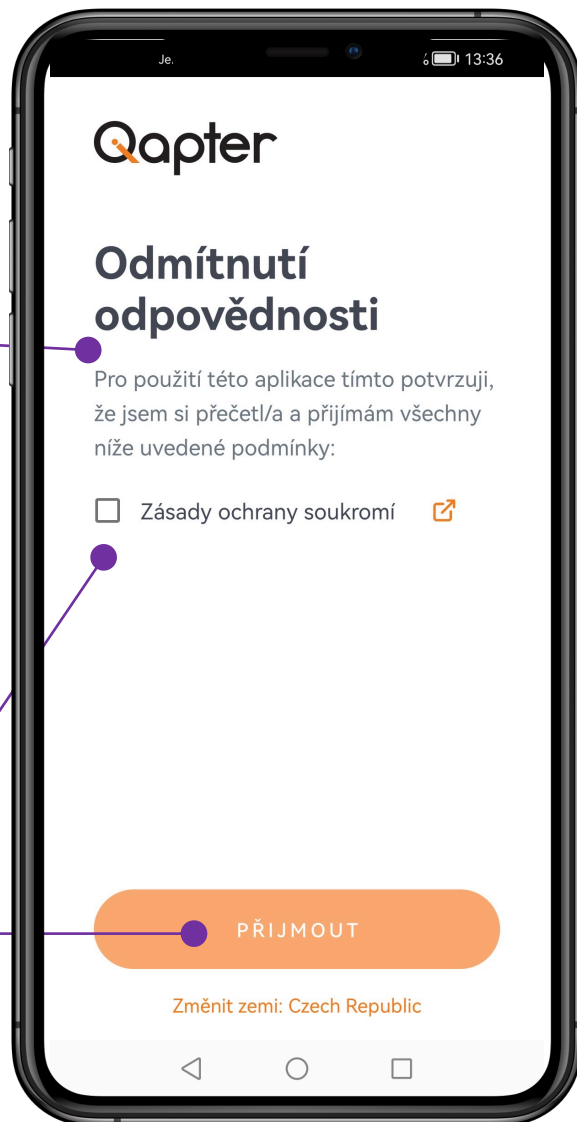 13:36
Qapter
Odmítnutí
odpovědnosti
Pro použití této aplikace tímto potvrzuji,
že jsem si přečetl/a a přijímám všechny
níže uvedené podmínky:
Zásady ochrany soukromí
PŘIJMOUT
Změnit zemi: Czech Republic